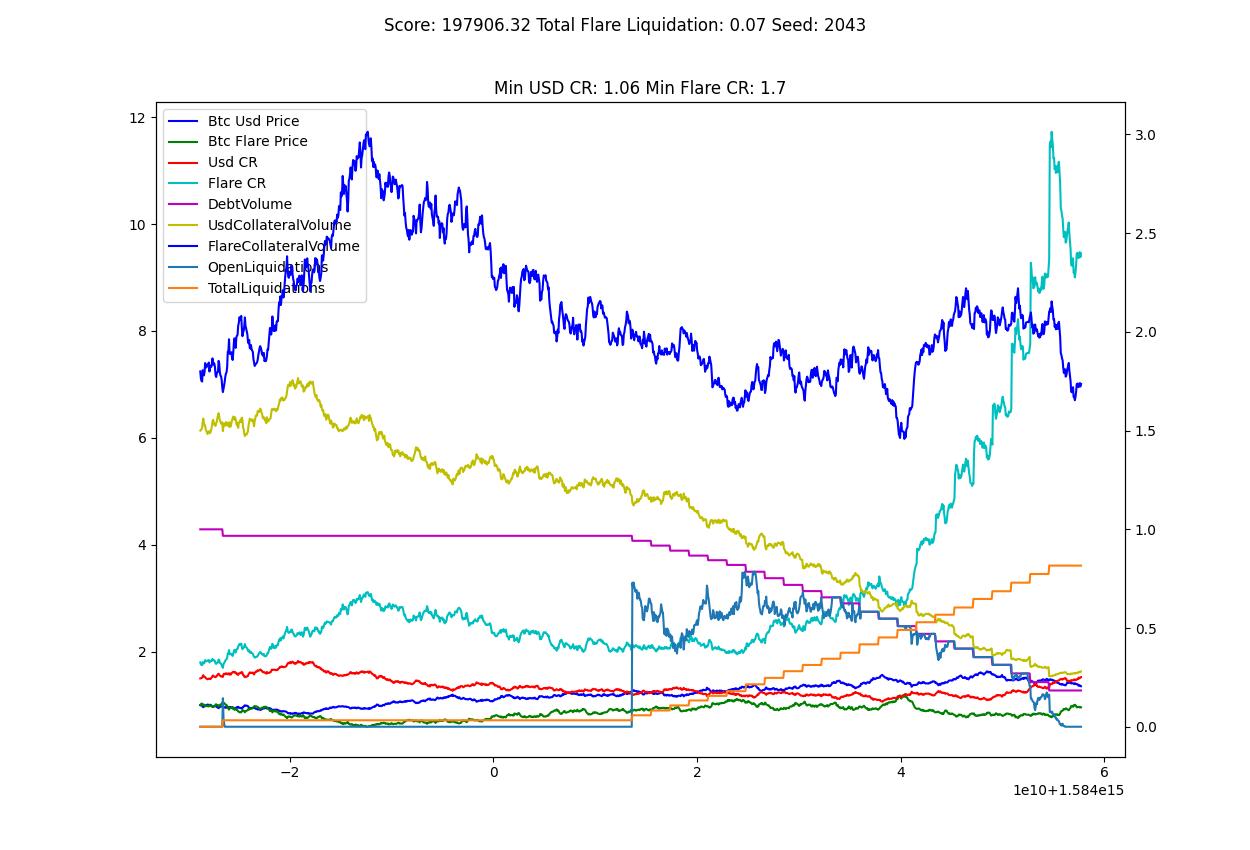 Score: 197906.32 Total Flare Liquidation: 0.07 Seed: 2043
Min USD CR: 1.06 Min Flare CR: 1.7
Btc Usd Price
Btc Flare Price
Usd CR
Flare CR
DebtVolume
UsdCollateralVolume
FlareCollateralVolume
OpenLiquidations
TotalLiquidations
12
10
8
6
4
2
3.0
2.5
2.0
1.5
1.0
0.5
0.0
−2
0
2
4
6
1e10+1.584e15